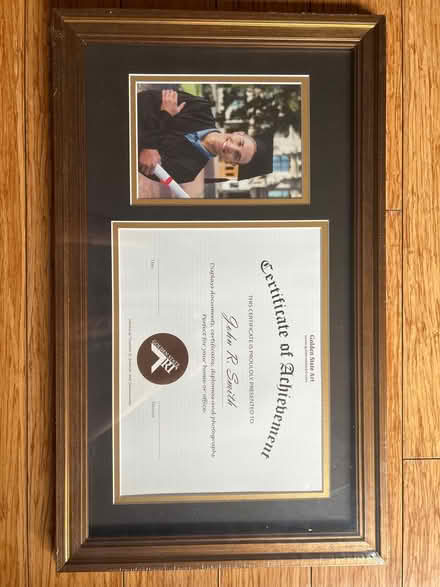 Golden State Art
Certificate of Achievement
THIS CERTIFICATE IS PROUDLY PRESENTED TO
John R. Smith
Displays documents, certificates, diplomas and photographs
Perfect for your home or office.
Date